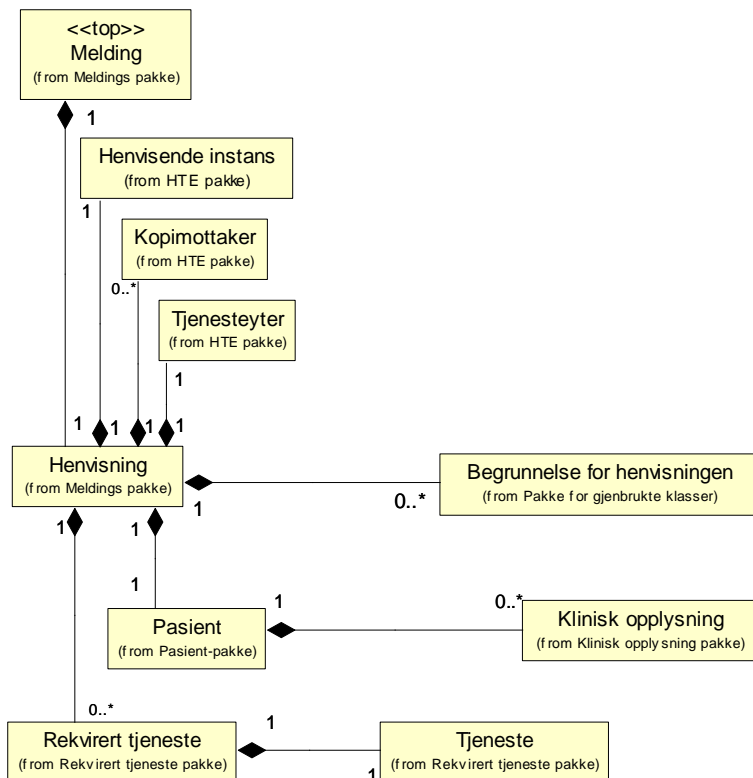 <<top>>
Melding
(from Meldings pakke)
1
Henvisende instans
(from HTE pakke)
1
Kopimottaker
(from HTE pakke)
0..*
Tjenesteyter
(from HTE pakke)
1
1
1
1
1
Henvisning
(from Meldings pakke)
Begrunnelse for henvisningen
(from Pakke for gjenbrukte klasser)
1
0..*
1
1
1
1
0..*
Pasient
(from Pasient-pakke)
Klinisk opplysning
(from Klinisk opplysning pakke)
0..*
1
Rekvirert tjeneste
(from Rekvirert tjeneste pakke)
Tjeneste
(from Rekvirert tjeneste pakke)
1